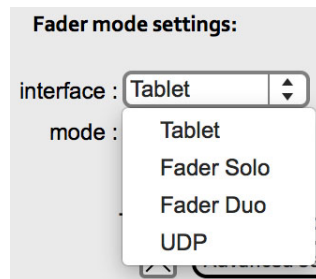 Fader mode settings:
interface : Tablet
mode :
Tablet
Fader Solo
Fader Duo
UDP